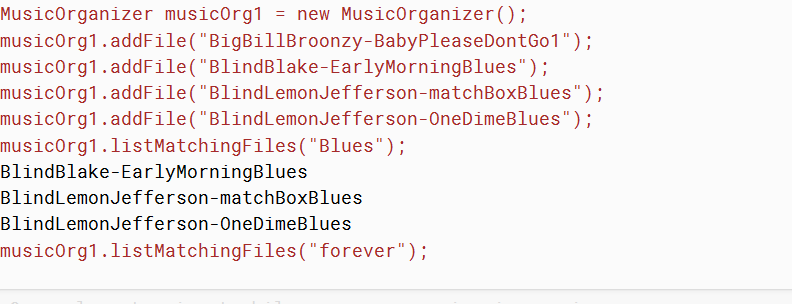 MusicOrganizer musicOrg1 = new MusicOrganizer();
musicOrg1.addFile("BigBillBroonzy-BabyPleaseDontGo1");
musicOrg1.addFile("BlindBlake-EarlyMorningBlues");
musicOrg1.addFile("BlindLemonJefferson-matchBoxBlues");
musicOrg1.addFile("BlindLemonJefferson-OneDimeBlues");
musicOrg1.listMatchingFiles("Blues");
BlindBlake-EarlyMorningBlues
BlindLemonJefferson-matchBoxBlues
BlindLemonJefferson-OneDimeBlues
musicOrg1.listMatchingFiles("forever");